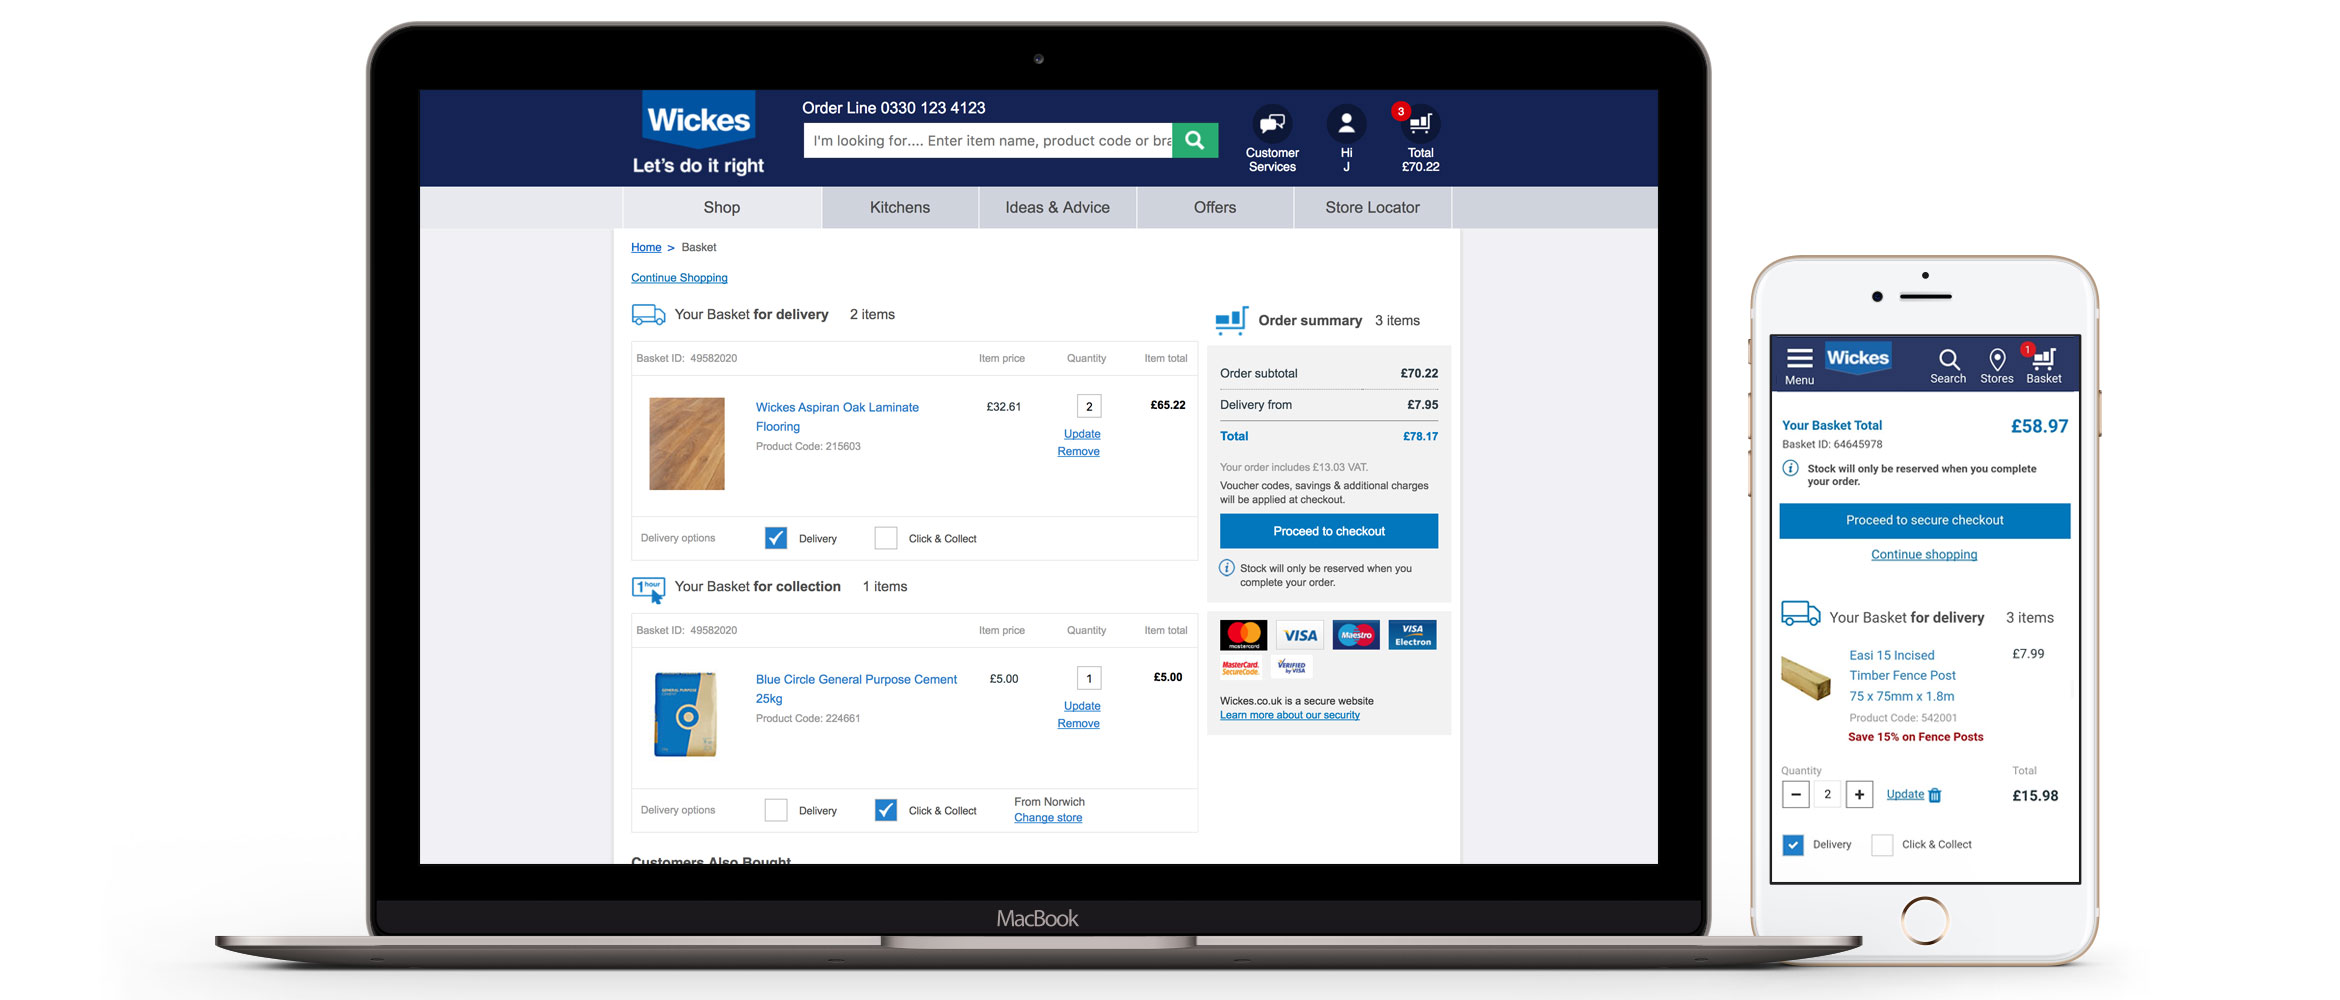 Wickes
Let's do it right
Order Line 0330 123 4123
I'm looking for.... Enter item name, product code or bra
Customer
Services
Hi
J
3
Total
£70.22
Shop
Kitchens
Ideas & Advice
Offers
Store Locator
Home > Basket
Continue Shopping
Your Basket for delivery 2 items
Basket ID: 49582020 Item price Quantity Item total
Wickes Aspiran Oak Laminate
Flooring
Product Code: 215603
£32.61
2
Update
Remove
£65.22
Delivery options Delivery Click & Collect
1 hour
Your Basket for collection 1 items
Basket ID: 49582020 Item price Quantity Item total
GENERAL PURPOSE
Blue Circle General Purpose Cement
25kg
Product Code: 224661
£5.00
1
Update
Remove
£5.00
Delivery options Delivery Click & Collect
From Norwich
Change store
Customers Also Bought
Order summary 3 items
Order subtotal £70.22
Delivery from £7.95
Total £78.17
Your order includes £13.03 VAT.
Voucher codes, savings & additional charges
will be applied at checkout.
Proceed to checkout
Stock will only be reserved when you
complete your order.
mastercard
VISA
Maestro
VISA
Electron
MasterCard.
SecureCode.
VERIFIED
by VISA
Wickes.co.uk is a secure website
Learn more about our security
MacBook
Menu
Wickes
Search
Stores
1
Basket
Your Basket Total £58.97
Basket ID: 64645978
Stock will only be reserved when you complete
your order.
Proceed to secure checkout
Continue shopping
Your Basket for delivery 3 items
Easi 15 Incised
Timber Fence Post
75 x 75mm x 1.8m
£7.99
Product Code: 542001
Save 15% on Fence Posts
Quantity Total
− 2 + Update £15.98
Delivery Click & Collect